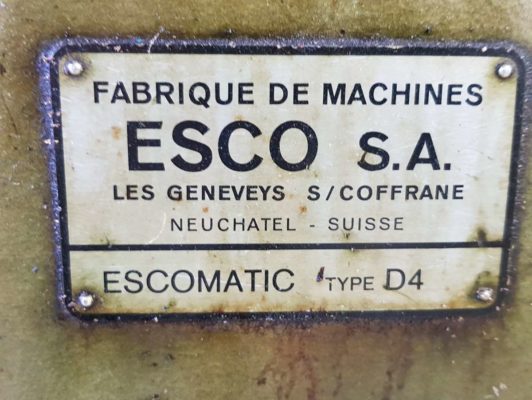 FABRIQUE DE MACHINES
ESCO S.A.
LES GENEVEYS S/COFFRANE
NEUCHATEL - SUISSE
ESCOMATIC TYPE D4